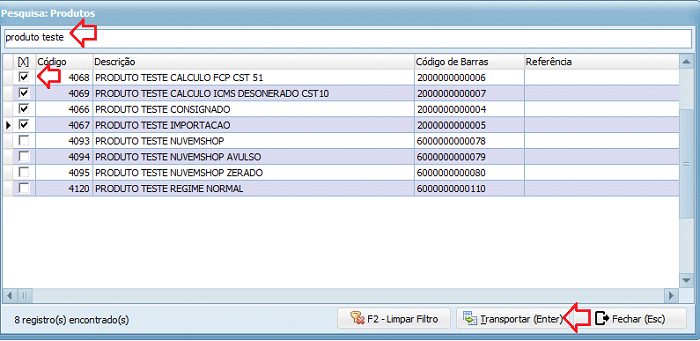 Pesquisa: Produtos
produto teste
[X] Código Descrição Código de Barras Referência
4068 PRODUTO TESTE CALCULO FCP CST 51 2000000000006
4069 PRODUTO TESTE CALCULO ICMS DESONERADO CST10 2000000000007
4066 PRODUTO TESTE CONSIGNADO 2000000000004
4067 PRODUTO TESTE IMPORTACAO 2000000000005
4093 PRODUTO TESTE NUVEMSHOP 6000000000078
4094 PRODUTO TESTE NUVEMSHOP AVULSO 6000000000079
4095 PRODUTO TESTE NUVEMSHOP ZERADO 6000000000080
4120 PRODUTO TESTE REGIME NORMAL 6000000000110
8 registro(s) encontrado(s) F2 - Limpar Filtro Transportar (Enter) Fechar (Esc)